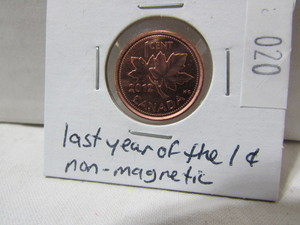 020
1 CENT
2012
CANADA
last year of the 1¢
non-magnetic